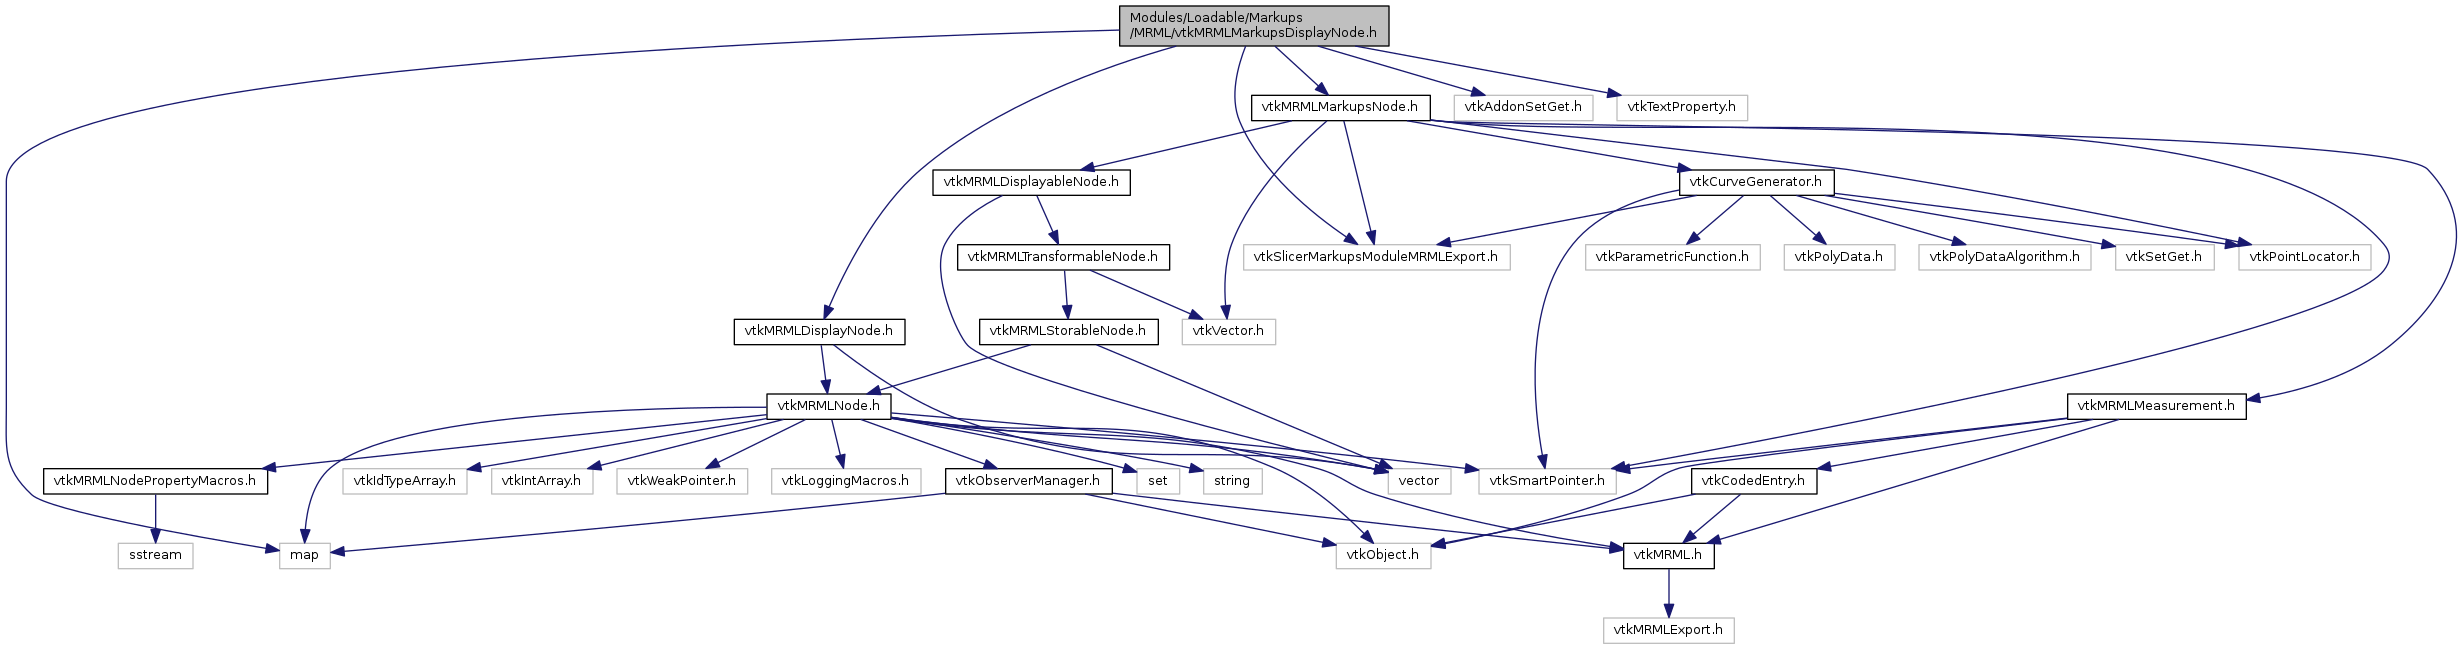 Modules/Loadable/Markups
/MRML/vtkMRMLMarkupsDisplayNode.h
vtkMRMLMarkupsNode.h
vtkAddonSetGet.h
vtkTextProperty.h
vtkMRMLDisplayableNode.h
vtkCurveGenerator.h
vtkMRMLTransformableNode.h
vtkSlicerMarkupsModuleMRMLExport.h
vtkParametricFunction.h
vtkPolyData.h
vtkPolyDataAlgorithm.h
vtkSetGet.h
vtkPointLocator.h
vtkMRMLDisplayNode.h
vtkMRMLStorableNode.h
vtkVector.h
vtkMRMLNode.h
vtkMRMLMeasurement.h
vtkMRMLNodePropertyMacros.h
vtkIdTypeArray.h
vtkIntArray.h
vtkWeakPointer.h
vtkLoggingMacros.h
vtkObserverManager.h
set
string
vector
vtkSmartPointer.h
vtkCodedEntry.h
sstream
map
vtkObject.h
vtkMRML.h
vtkMRMLExport.h